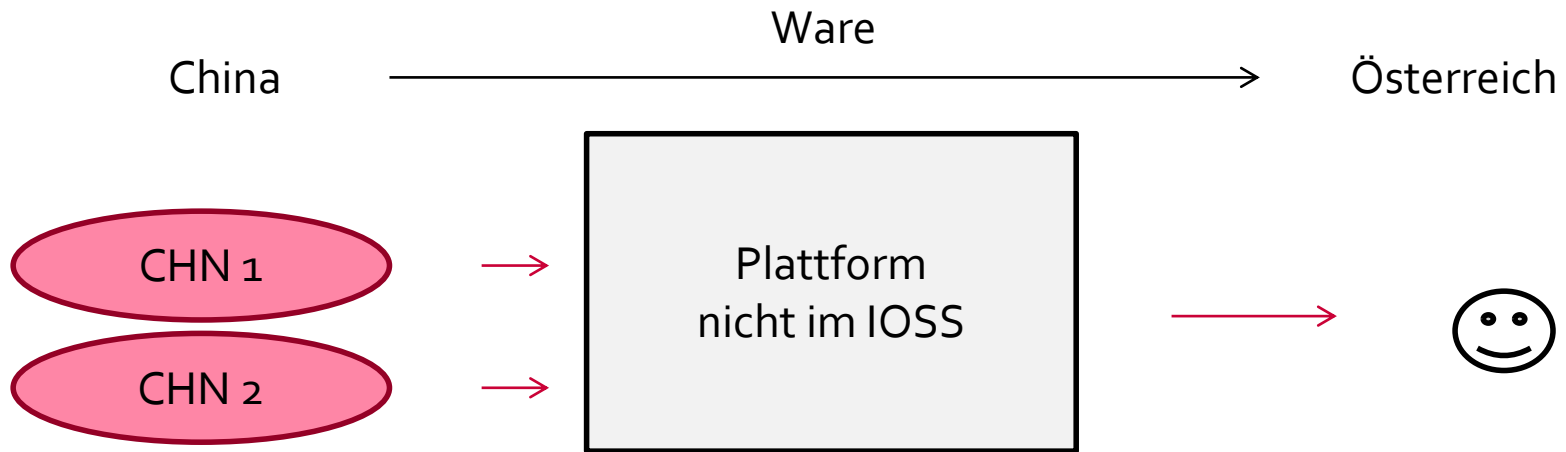 Ware
China
Österreich
CHN 1
Plattform
nicht im IOSS
CHN 2